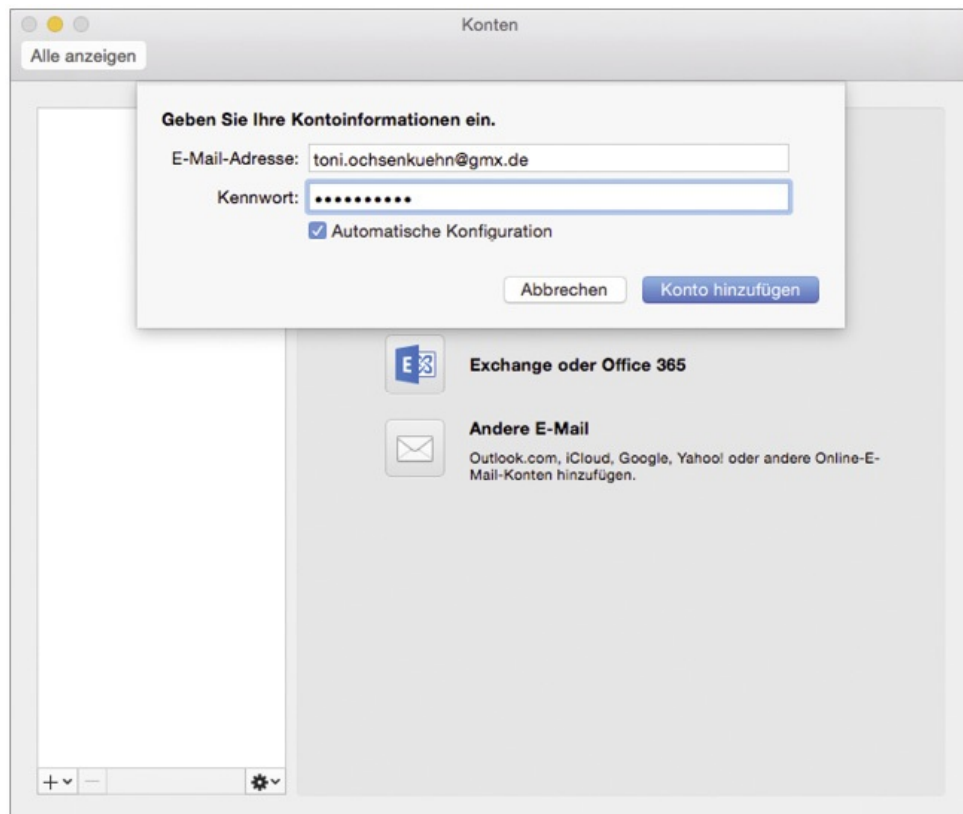 Konten
Alle anzeigen
Geben Sie Ihre Kontoinformationen ein.
E-Mail-Adresse: toni.ochsenkuehn@gmx.de
Kennwort: ••••••••••
Automatische Konfiguration
Abbrechen Konto hinzufügen
Exchange oder Office 365
Andere E-Mail
Outlook.com, iCloud, Google, Yahoo! oder andere Online-E-
Mail-Konten hinzufügen.